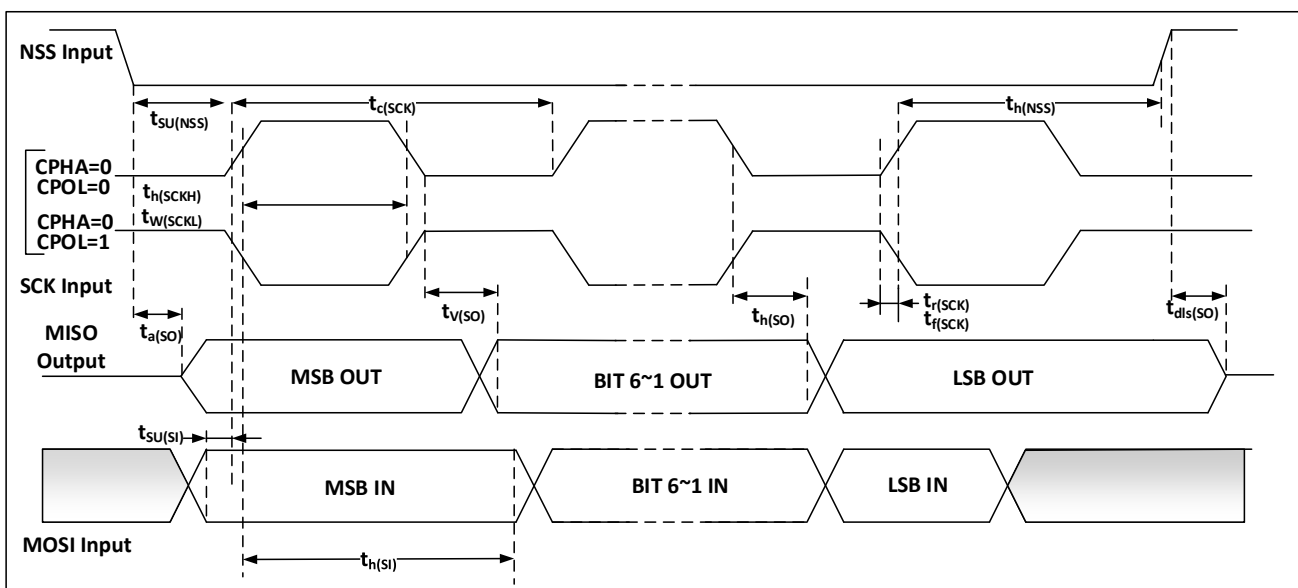 NSS Input
tSU(NSS)
tc(SCK)
th(NSS)
CPHA=0
CPOL=0
th(SCKH)
tW(SCKL)
CPHA=0
CPOL=1
SCK Input
ta(SO)
tV(SO)
th(SO)
tr(SCK)
tf(SCK)
tdls(SO)
MISO
Output
MSB OUT
BIT 6~1 OUT
LSB OUT
tSU(SI)
MSB IN
BIT 6~1 IN
LSB IN
MOSI Input
th(SI)